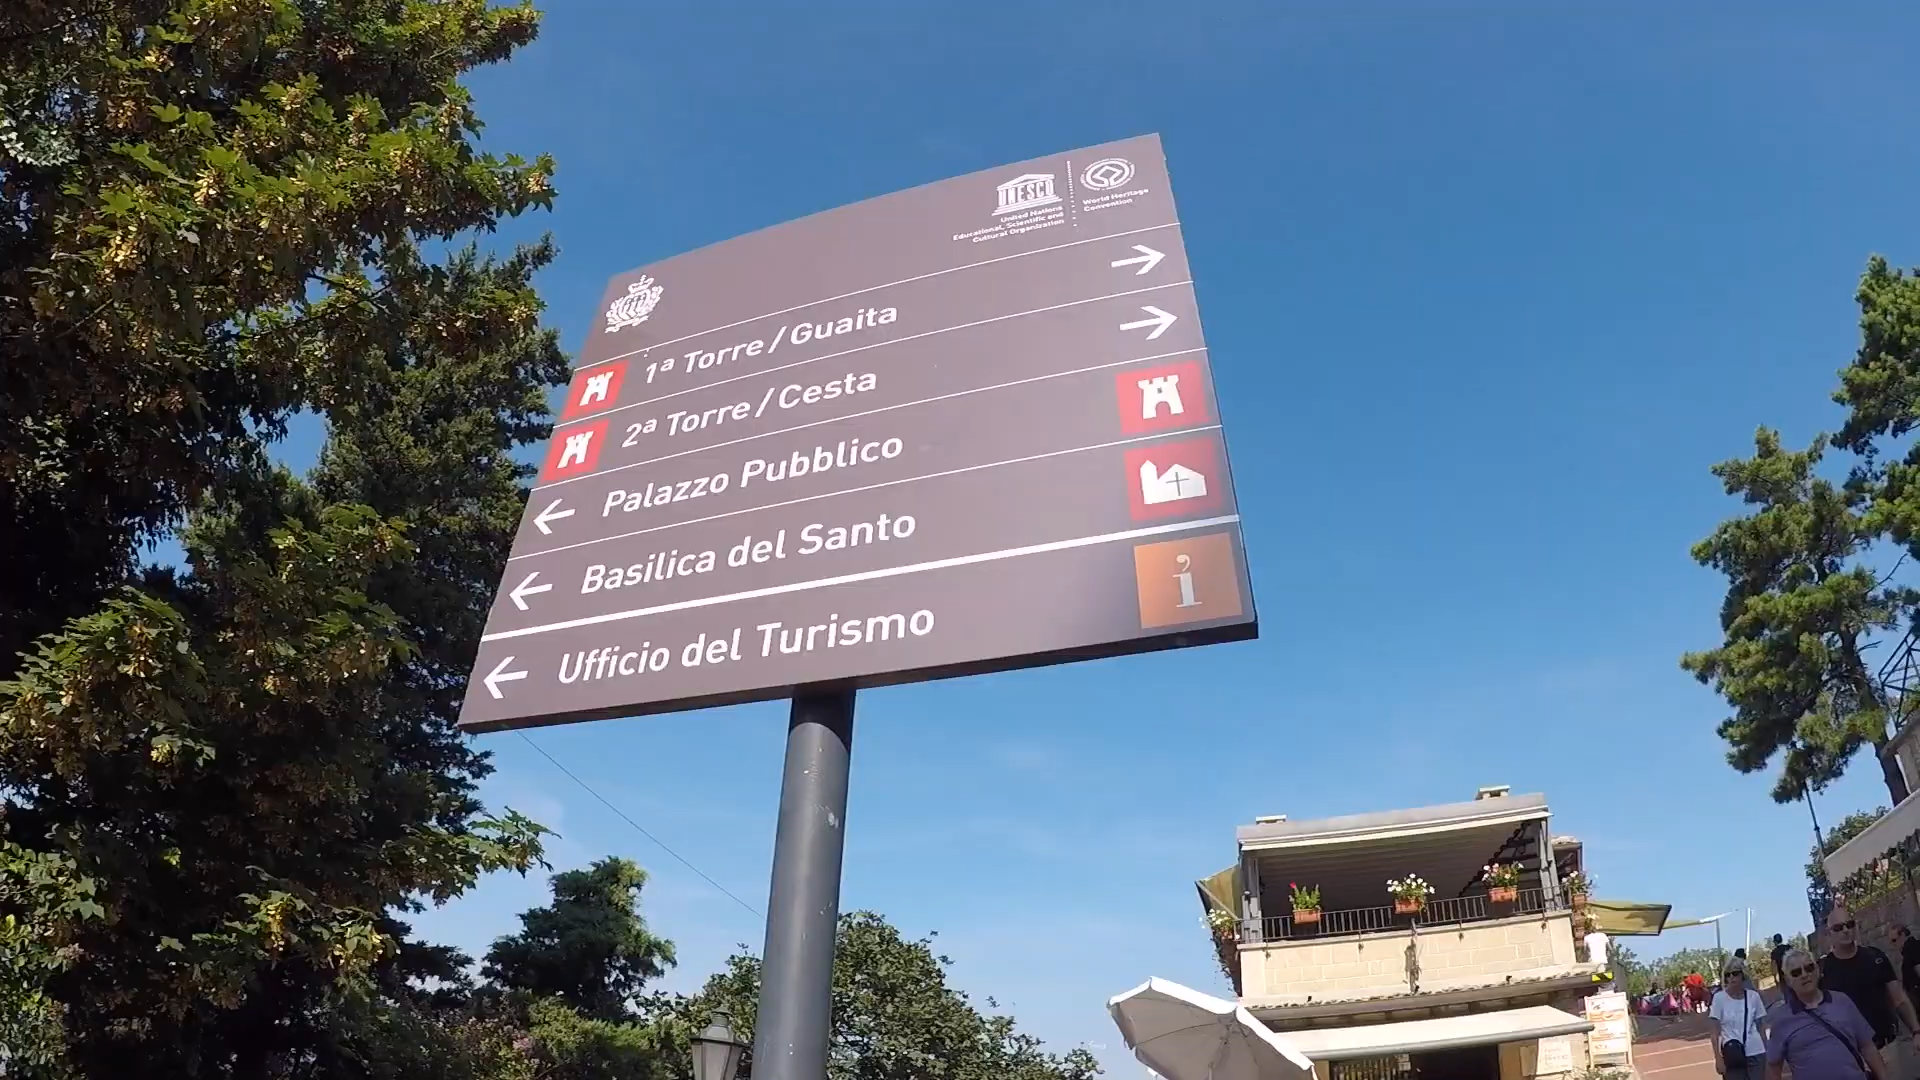 UNESCO
United Nations
Educational, Scientific and
Cultural Organization
World Heritage
Convention
1ª Torre / Guaita
2ª Torre / Cesta
Palazzo Pubblico
Basilica del Santo
Ufficio del Turismo